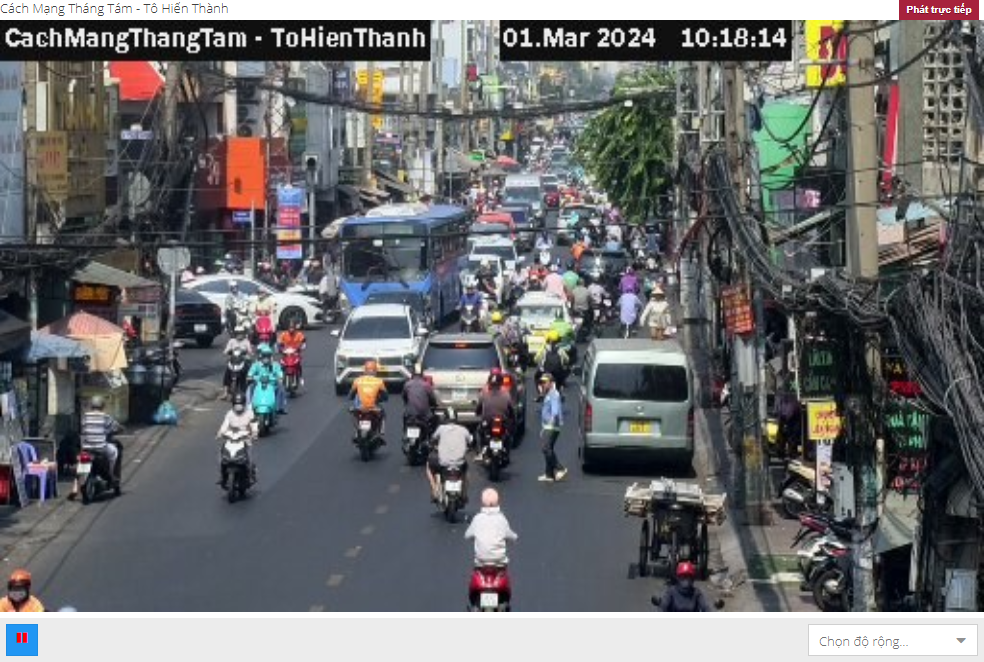 Cách Mạng Tháng Tám - Tô Hiến Thành
Phát trực tiếp
CachMangThangTam - ToHienThanh
01.Mar 2024 10:18:14
Chọn độ rộng...